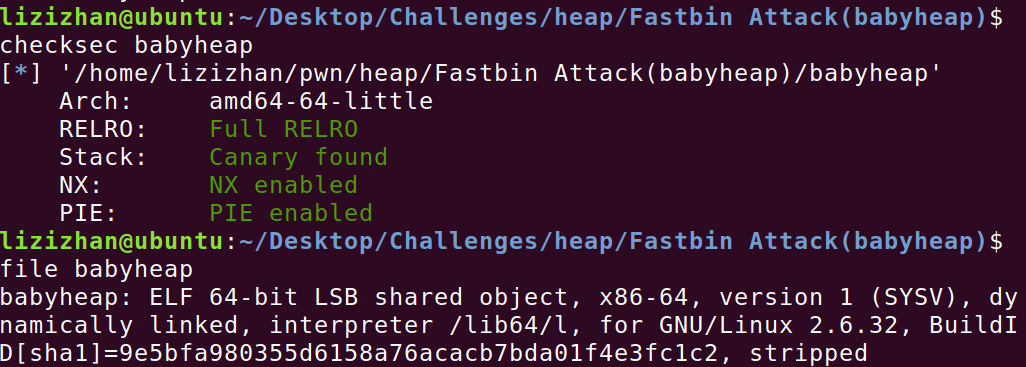 lizizhan@ubuntu:~/Desktop/Challenges/heap/Fastbin Attack(babyheap)$
checksec babyheap
[*] '/home/lizizhan/pwn/heap/Fastbin Attack(babyheap)/babyheap'
    Arch:     amd64-64-little
    RELRO:    Full RELRO
    Stack:    Canary found
    NX:       NX enabled
    PIE:      PIE enabled
lizizhan@ubuntu:~/Desktop/Challenges/heap/Fastbin Attack(babyheap)$
file babyheap
babyheap: ELF 64-bit LSB shared object, x86-64, version 1 (SYSV), dy
namically linked, interpreter /lib64/l, for GNU/Linux 2.6.32, BuildI
D[sha1]=9e5bfa980355d6158a76acacb7bda01f4e3fc1c2, stripped